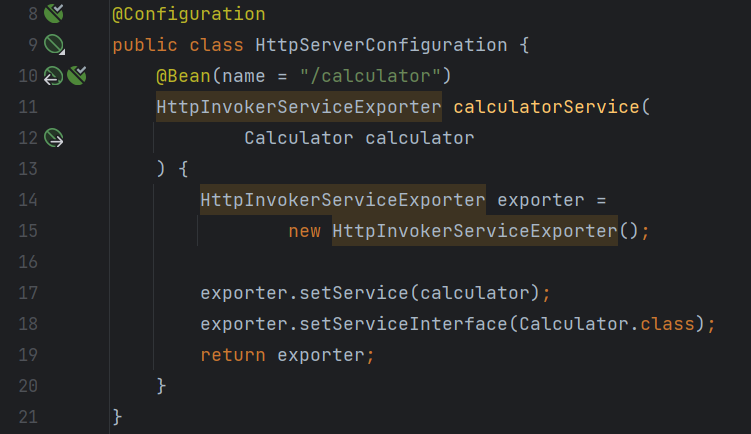 8 @Configuration
9 public class HttpServerConfiguration {
10     @Bean(name = "/calculator")
11     HttpInvokerServiceExporter calculatorService(
12             Calculator calculator
13     ) {
14         HttpInvokerServiceExporter exporter =
15                 new HttpInvokerServiceExporter();
16
17         exporter.setService(calculator);
18         exporter.setServiceInterface(Calculator.class);
19         return exporter;
20     }
21 }